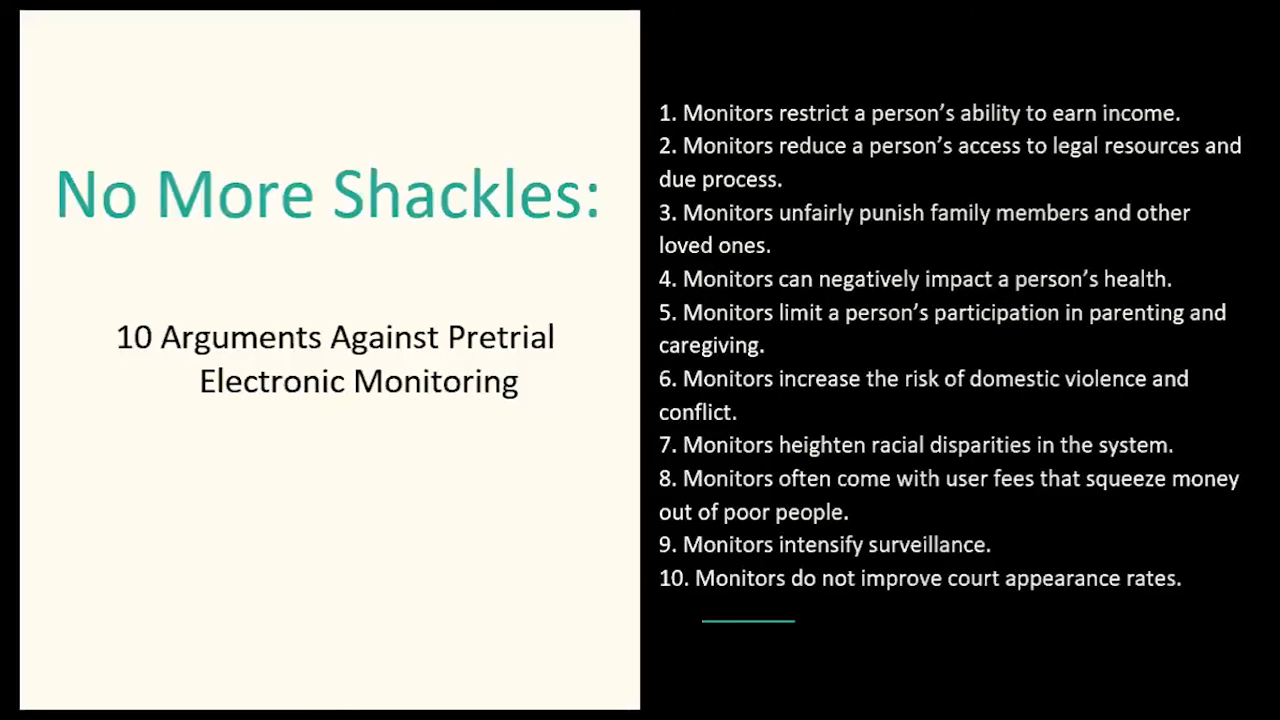 No More Shackles:
10 Arguments Against Pretrial
Electronic Monitoring
1. Monitors restrict a person’s ability to earn income.
2. Monitors reduce a person’s access to legal resources and
due process.
3. Monitors unfairly punish family members and other
loved ones.
4. Monitors can negatively impact a person’s health.
5. Monitors limit a person’s participation in parenting and
caregiving.
6. Monitors increase the risk of domestic violence and
conflict.
7. Monitors heighten racial disparities in the system.
8. Monitors often come with user fees that squeeze money
out of poor people.
9. Monitors intensify surveillance.
10. Monitors do not improve court appearance rates.